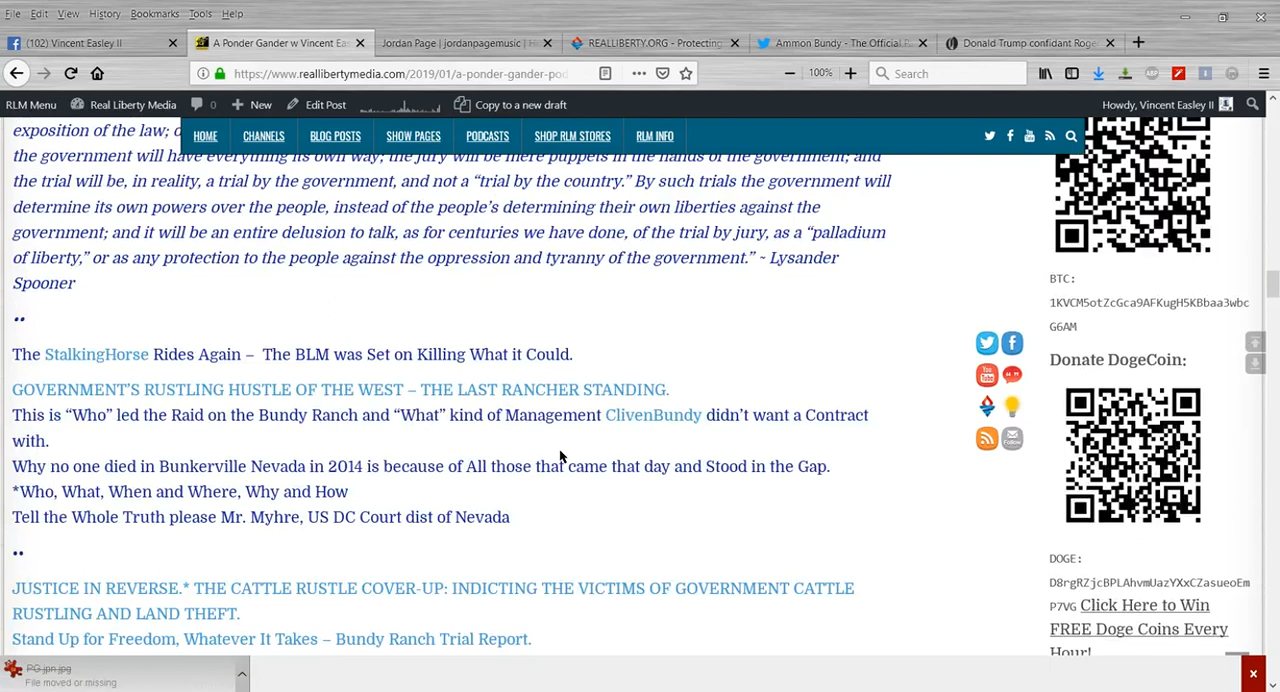 File Edit View History Bookmarks Tools Help
(102) Vincent Easley II
A Ponder Gander w Vincent Ea
Jordan Page | jordanpagemusic | H
REALLIBERTY.ORG - Protecting
Ammon Bundy - The Official Pa
Donald Trump confidant Roge
https://www.reallibertymedia.com/2019/01/a-ponder-gander-pod
100%
Search
RLM Menu Real Liberty Media 0 New Edit Post Copy to a new draft Howdy, Vincent Easley II
HOME CHANNELS BLOG POSTS SHOW PAGES PODCASTS SHOP RLM STORES RLM INFO
exposition of the law;
the government will have everything its own way; the jury will be mere puppets in the hands of the government; and
the trial will be, in reality, a trial by the government, and not a “trial by the country.” By such trials the government will
determine its own powers over the people, instead of the people’s determining their own liberties against the
government; and it will be an entire delusion to talk, as for centuries we have done, of the trial by jury, as a “palladium
of liberty,” or as any protection to the people against the oppression and tyranny of the government.” ~ Lysander
Spooner
••
The StalkingHorse Rides Again – The BLM was Set on Killing What it Could.
GOVERNMENT’S RUSTLING HUSTLE OF THE WEST – THE LAST RANCHER STANDING.
This is “Who” led the Raid on the Bundy Ranch and “What” kind of Management ClivenBundy didn’t want a Contract
with.
Why no one died in Bunkerville Nevada in 2014 is because of All those that came that day and Stood in the Gap.
*Who, What, When and Where, Why and How
Tell the Whole Truth please Mr. Myhre, US DC Court dist of Nevada
••
JUSTICE IN REVERSE.* THE CATTLE RUSTLE COVER-UP: INDICTING THE VICTIMS OF GOVERNMENT CATTLE
RUSTLING AND LAND THEFT.
Stand Up for Freedom, Whatever It Takes – Bundy Ranch Trial Report.
You Tube
Follow
BTC:
1KVCM5otZcGca9AFKugH5KBbaa3wbc
G6AM
Donate DogeCoin:
DOGE:
D8rgRZjcBPLAhvmUazYXxCZasueoEm
P7VG Click Here to Win
FREE Doge Coins Every
Hour!
PG-jpn.jpg
File moved or missing